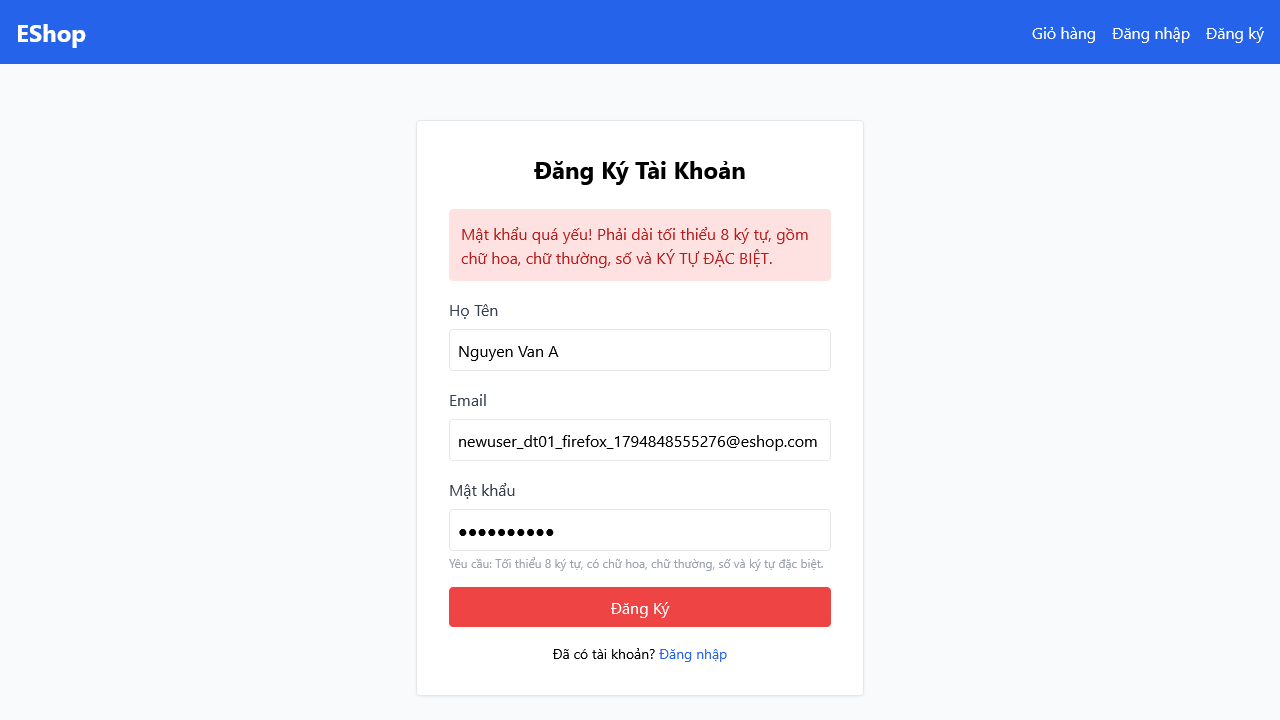 EShop
Giỏ hàng Đăng nhập Đăng ký
Đăng Ký Tài Khoản
Mật khẩu quá yếu! Phải dài tối thiểu 8 ký tự, gồm
chữ hoa, chữ thường, số và KÝ TỰ ĐẶC BIỆT.
Họ Tên
Nguyen Van A
Email
newuser_dt01_firefox_1794848555276@eshop.com
Mật khẩu
●●●●●●●●●●
Yêu cầu: Tối thiểu 8 ký tự, có chữ hoa, chữ thường, số và ký tự đặc biệt.
Đăng Ký
Đã có tài khoản? Đăng nhập